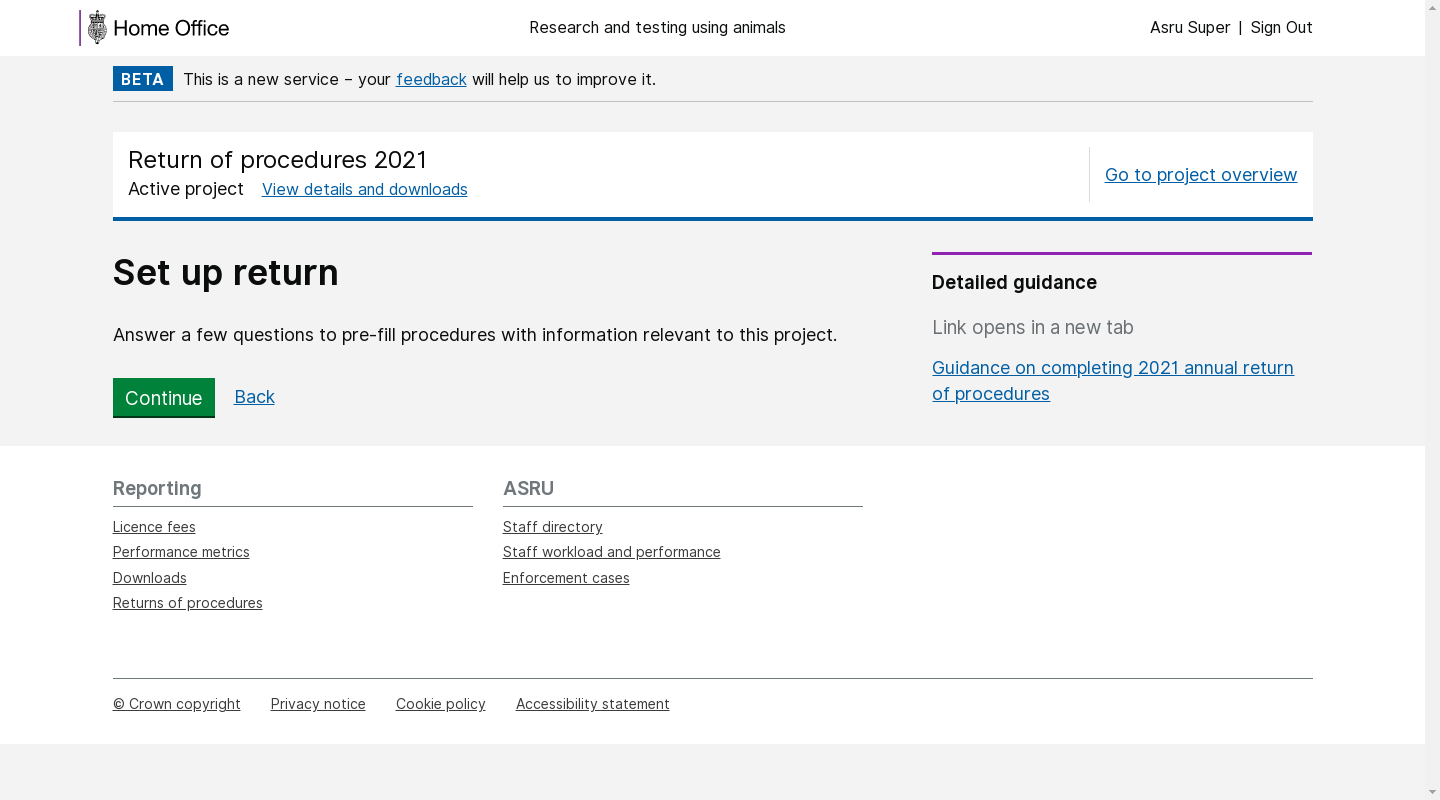 Home Office
Research and testing using animals
Asru Super | Sign Out
BETA This is a new service – your feedback will help us to improve it.
Return of procedures 2021
Active project View details and downloads
Go to project overview
Set up return
Answer a few questions to pre-fill procedures with information relevant to this project.
Continue Back
Detailed guidance
Link opens in a new tab
Guidance on completing 2021 annual return
of procedures
Reporting
Licence fees
Performance metrics
Downloads
Returns of procedures
ASRU
Staff directory
Staff workload and performance
Enforcement cases
© Crown copyright Privacy notice Cookie policy Accessibility statement